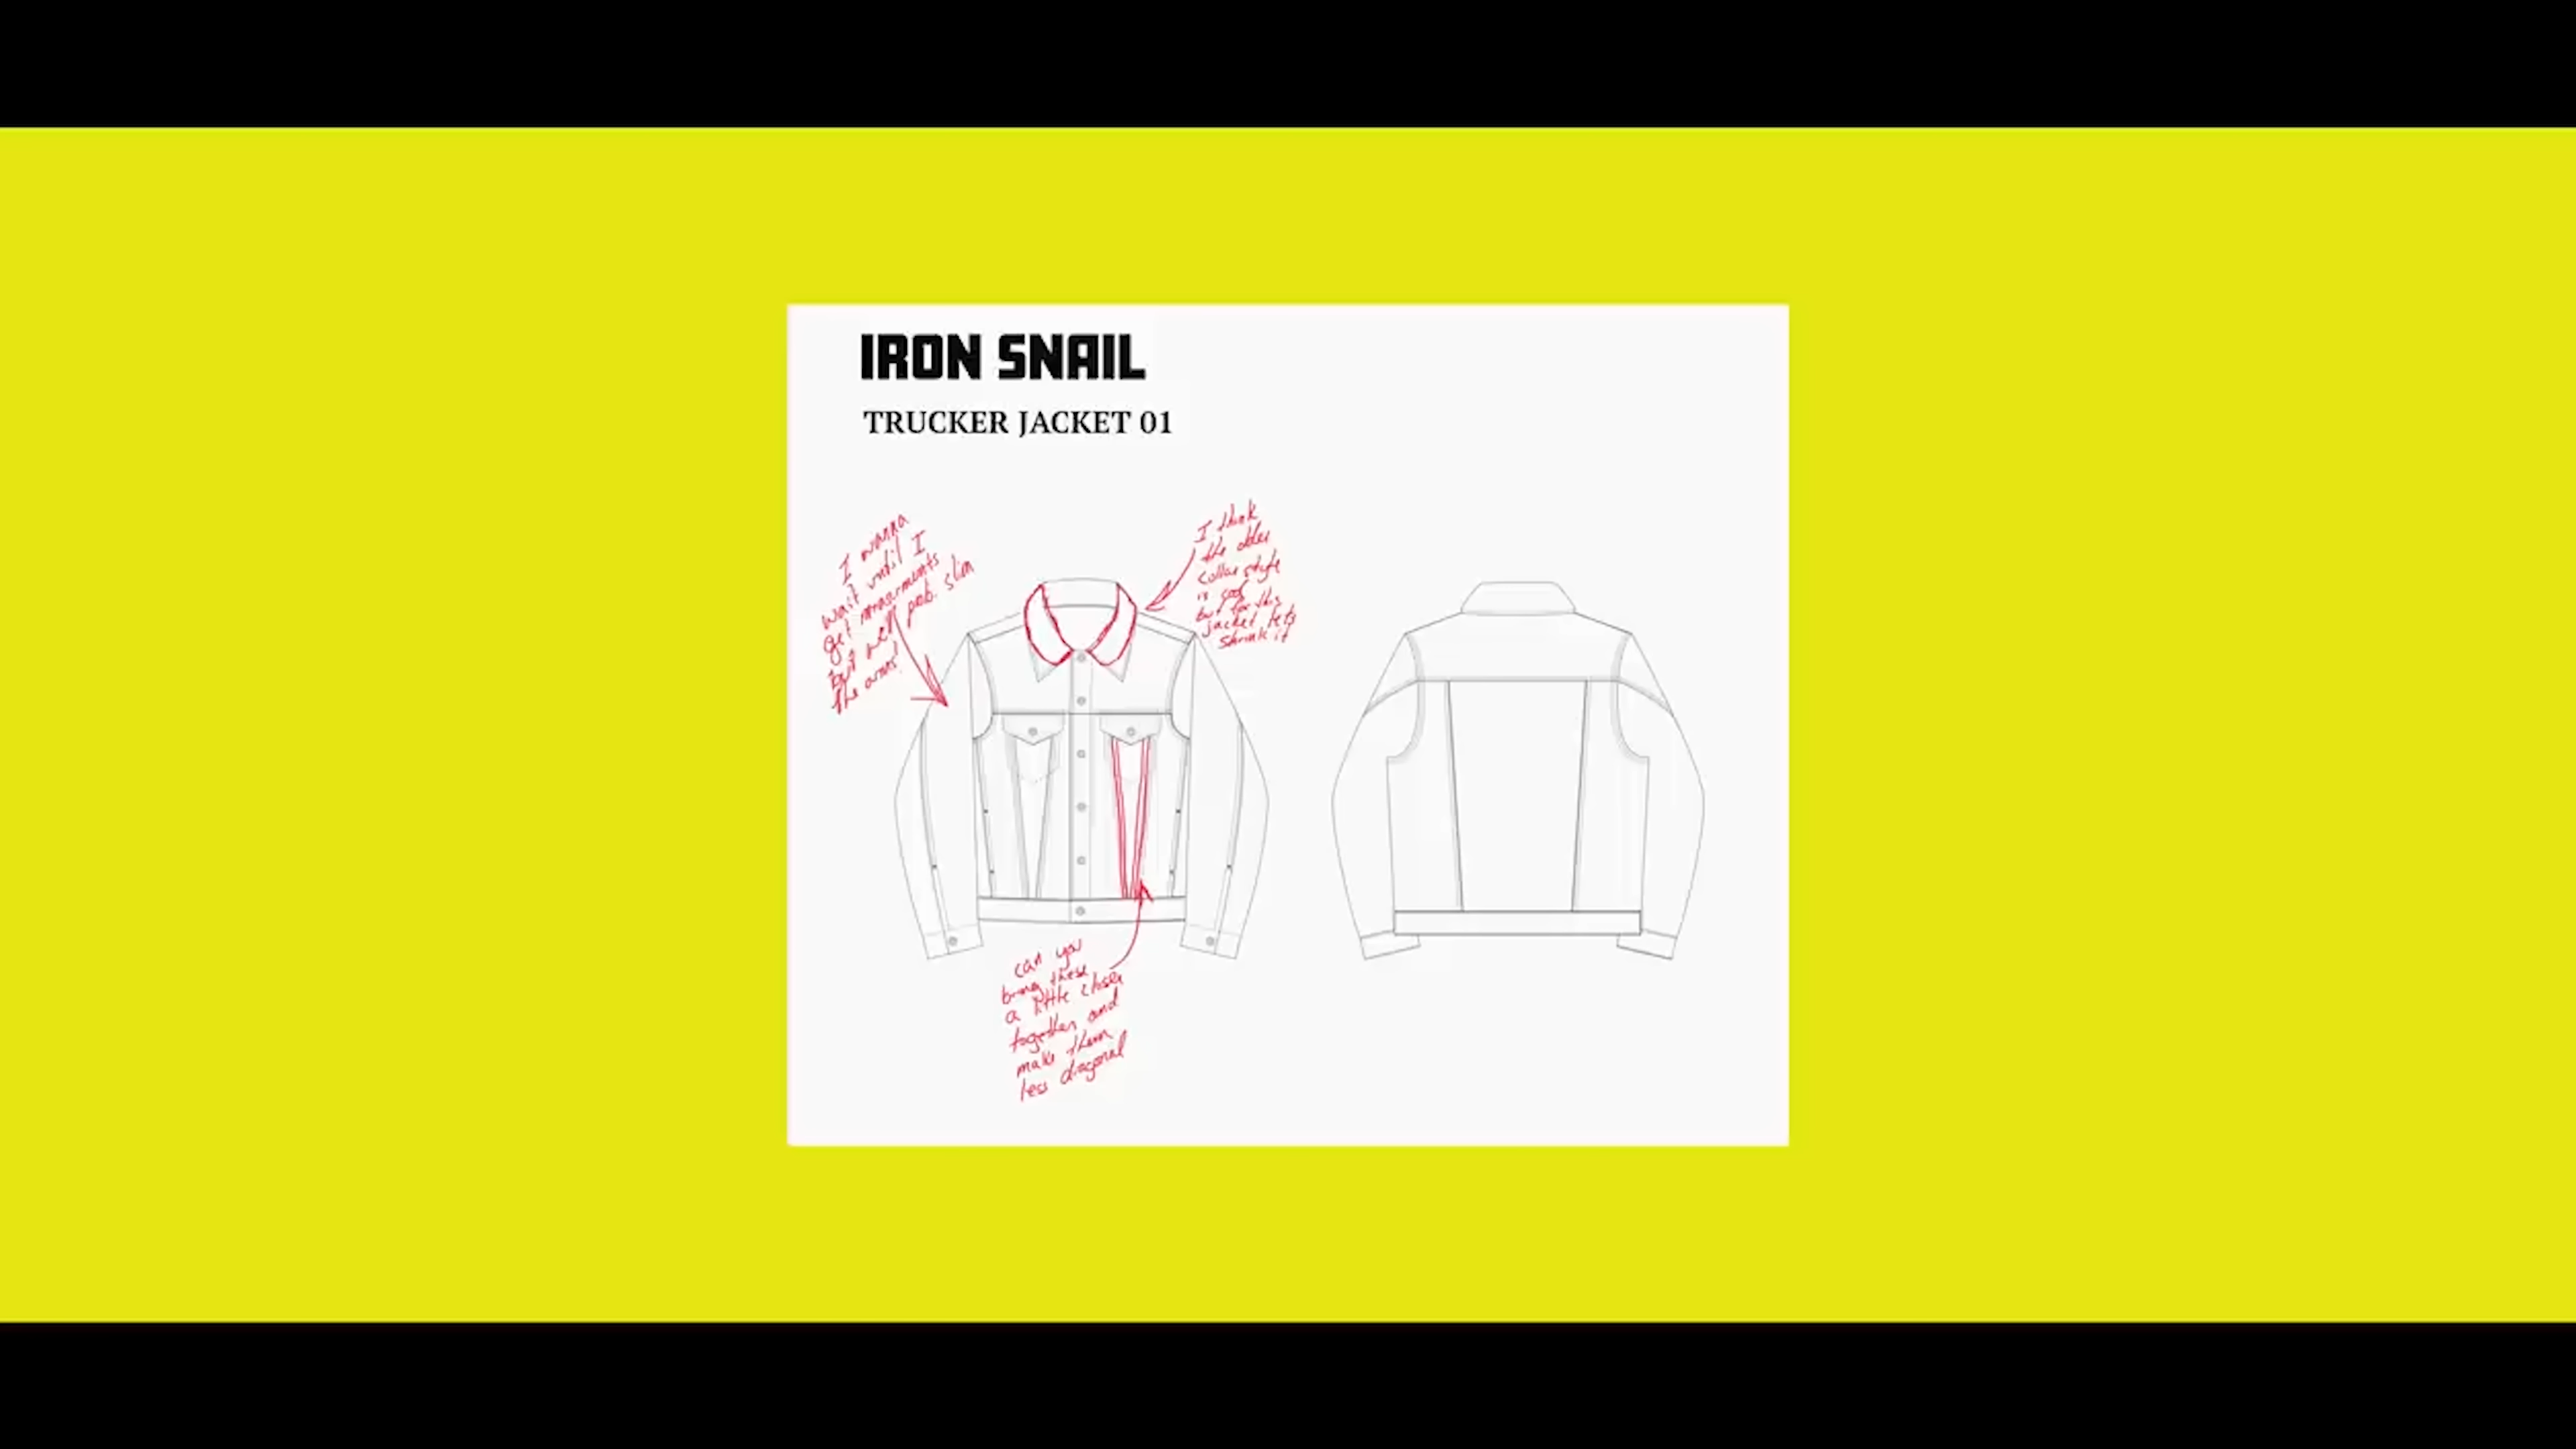 IRON SNAIL
TRUCKER JACKET 01
I wanna
wait until I
get measurments
but we'll prob. slim
the arms!
I think
the older
collar style
is cool
but for this
jacket lets
shrink it
can you
bring these
a little closer
together and
make them
less diagonal